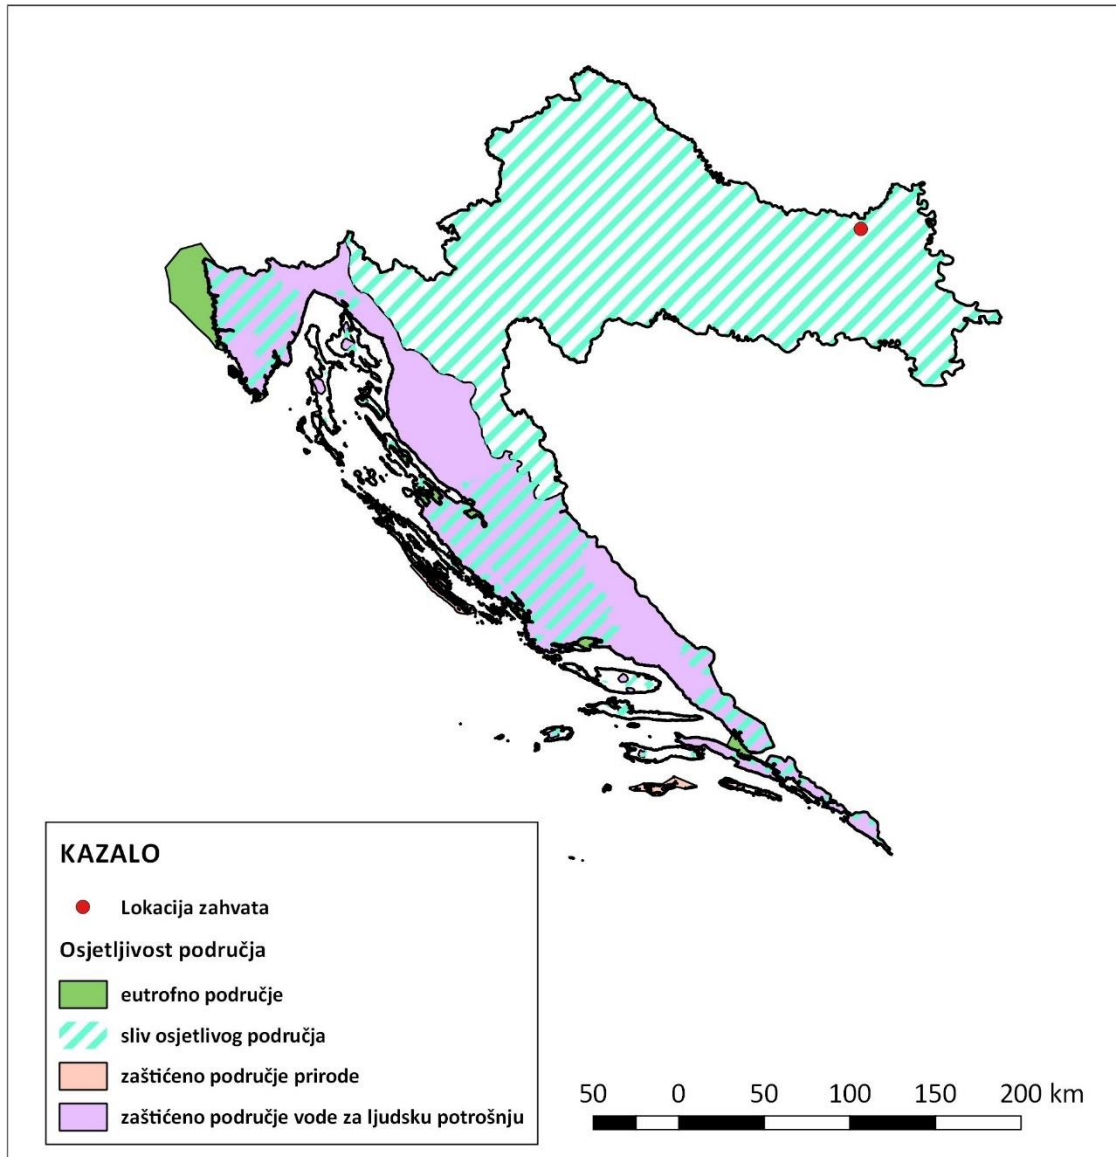 KAZALO
Lokacija zahvata
Osjetljivost područja
eutrofno područje
sliv osjetlivog područja
zaštićeno područje prirode
zaštićeno područje vode za ljudsku potrošnju
50 0 50 100 150 200 km